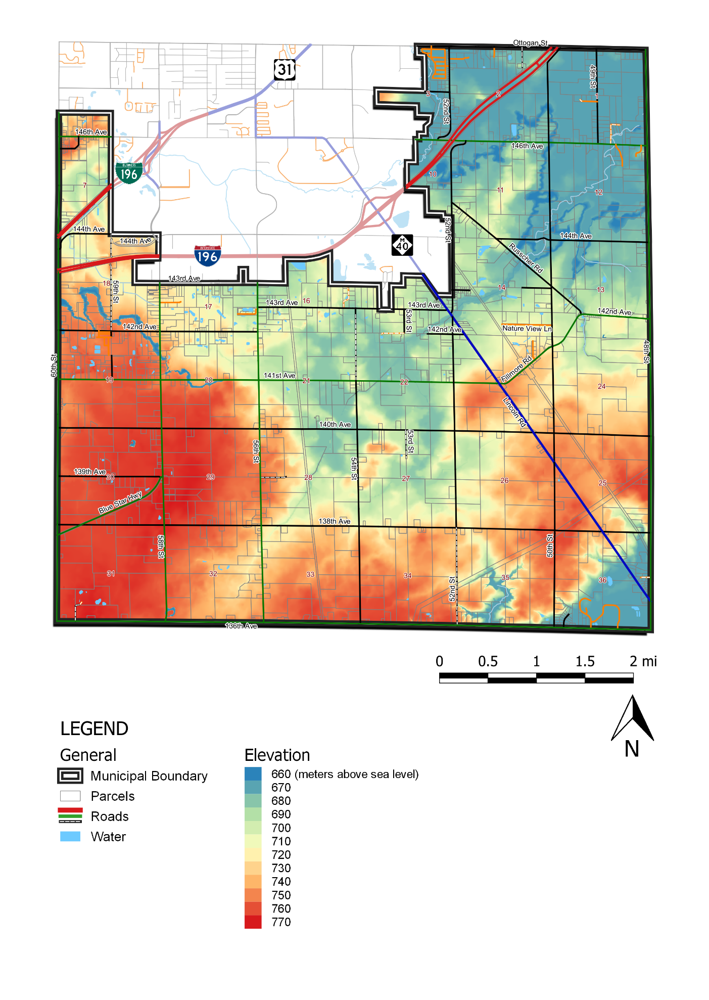 Ottogan St
31
49th St
3
2
1
52nd St
146th Ave
146th Ave
BUSINESS
196
10
7
11
12
144th Ave
52nd St
144th Ave
144th Ave
M
40
INTERSTATE
196
Russcher Rd
143rd Ave
18
59th St
14
13
17
143rd Ave
16
143rd Ave
53rd St
142nd Ave
142nd Ave
142nd Ave
Nature View Ln
48th St
60th St
Fillmore Rd
19
20
141st Ave
21
22
24
Lincoln Rd
140th Ave
56th St
53rd St
54th St
139th Ave
30
29
28
27
26
25
Blue Star Hwy
138th Ave
58th St
50th St
31
32
33
34
35
36
52nd St
136th Ave
0 0.5 1 1.5 2 mi
N
LEGEND
General
Municipal Boundary
Parcels
Roads
Water
Elevation
660 (meters above sea level)
670
680
690
700
710
720
730
740
750
760
770